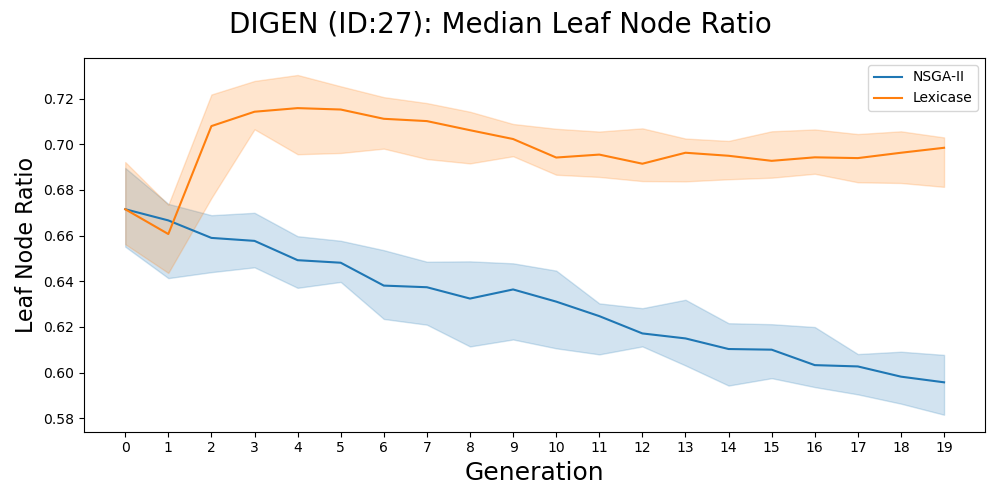 DIGEN (ID:27): Median Leaf Node Ratio
NSGA-II
Lexicase
Leaf Node Ratio
0.72
0.70
0.68
0.66
0.64
0.62
0.60
0.58
0 1 2 3 4 5 6 7 8 9 10 11 12 13 14 15 16 17 18 19
Generation